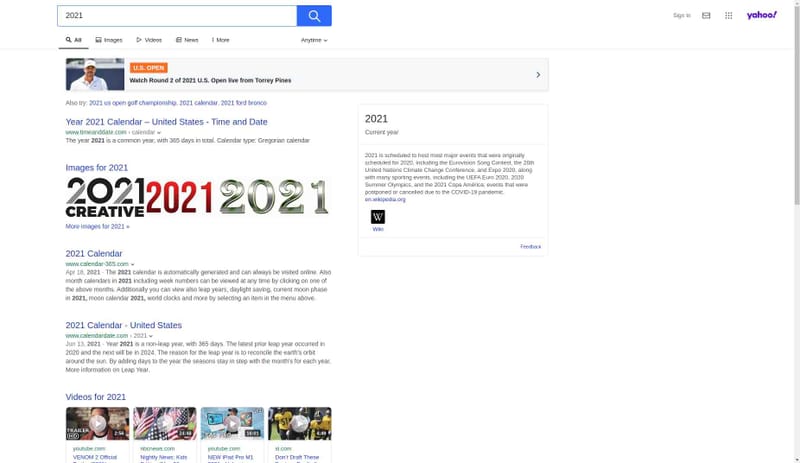 2021
Sign In
yahoo!
All
Images
Videos
News
More
Anytime
U.S. OPEN
Watch Round 2 of 2021 U.S. Open live from Torrey Pines
Also try: 2021 us open golf championship, 2021 calendar, 2021 ford bronco
Year 2021 Calendar – United States - Time and Date
www.timeanddate.com › calendar
The year 2021 is a common year, with 365 days in total. Calendar type: Gregorian calendar
Images for 2021
2021
CREATIVE
2021
2021
More Images for 2021 »
2021 Calendar
www.calendar-365.com
Apr 18, 2021 · The 2021 calendar is automatically generated and can always be visited online. Also
month calendars in 2021 including week numbers can be viewed at any time by clicking on one of
the above months. Additionally you can view also leap years, daylight saving, current moon phase
in 2021, moon calendar 2021, world clocks and more by selecting an item in the menu above.
2021 Calendar - United States
www.calendardate.com › 2021
Jun 13, 2021 · Year 2021 is a non-leap year, with 365 days. The latest prior leap year occurred in
2020 and the next will be in 2024. The reason for the leap year is to reconcile the earth's orbit
around the sun. By adding days to the year the seasons stay in step with the month's for each year.
More information on Leap Year.
Videos for 2021
TRAILER
HD
2:56
youtube.com
VENOM 2 Official
nbcnews.com
Nightly News: Kids
youtube.com
NEW iPad Pro M1
si.com
Don't Draft These
2021
Current year
2021 is scheduled to host most major events that were originally
scheduled for 2020, including the Eurovision Song Contest, the 26th
United Nations Climate Change Conference, and Expo 2020, along
with many sporting events, including the UEFA Euro 2020, 2020
Summer Olympics, and the 2021 Copa América; events that were
postponed or cancelled due to the COVID-19 pandemic.
en.wikipedia.org
W
Wiki
Feedback